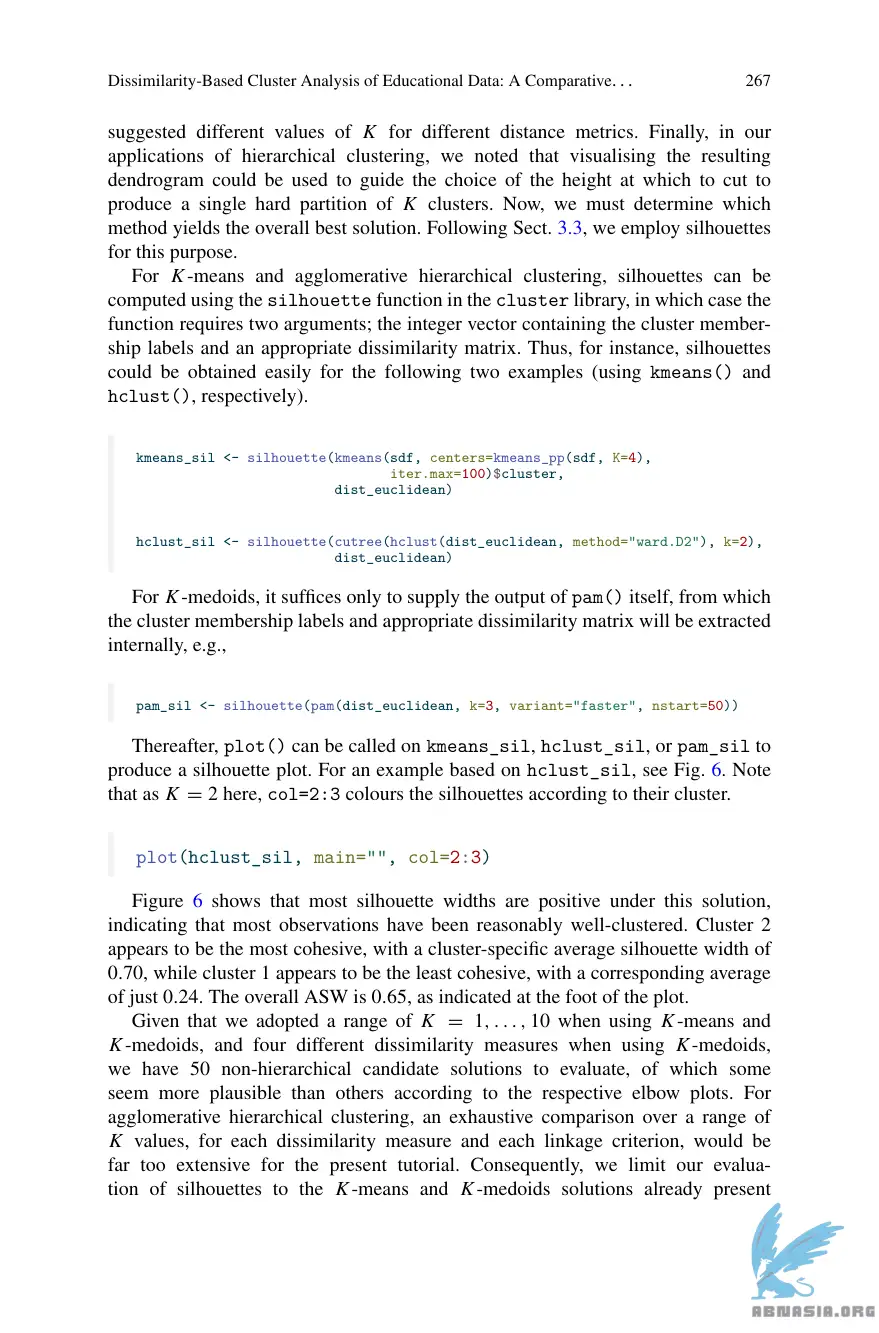 Dissimilarity-Based Cluster Analysis of Educational Data: A Comparative. . . 267
suggested different values of K for different distance metrics. Finally, in our
applications of hierarchical clustering, we noted that visualising the resulting
dendrogram could be used to guide the choice of the height at which to cut to
produce a single hard partition of K clusters. Now, we must determine which
method yields the overall best solution. Following Sect. 3.3, we employ silhouettes
for this purpose.
For K-means and agglomerative hierarchical clustering, silhouettes can be
computed using the silhouette function in the cluster library, in which case the
function requires two arguments; the integer vector containing the cluster member-
ship labels and an appropriate dissimilarity matrix. Thus, for instance, silhouettes
could be obtained easily for the following two examples (using kmeans() and
hclust(), respectively).
kmeans_sil <- silhouette(kmeans(sdf, centers=kmeans_pp(sdf, K=4),
iter.max=100)$cluster,
dist_euclidean)
hclust_sil <- silhouette(cutree(hclust(dist_euclidean, method="ward.D2"), k=2),
dist_euclidean)
For K-medoids, it suffices only to supply the output of pam() itself, from which
the cluster membership labels and appropriate dissimilarity matrix will be extracted
internally, e.g.,
pam_sil <- silhouette(pam(dist_euclidean, k=3, variant="faster", nstart=50))
Thereafter, plot() can be called on kmeans_sil, hclust_sil, or pam_sil to
produce a silhouette plot. For an example based on hclust_sil, see Fig. 6. Note
that as K = 2 here, col=2:3 colours the silhouettes according to their cluster.
plot(hclust_sil, main="", col=2:3)
Figure 6 shows that most silhouette widths are positive under this solution,
indicating that most observations have been reasonably well-clustered. Cluster 2
appears to be the most cohesive, with a cluster-specific average silhouette width of
0.70, while cluster 1 appears to be the least cohesive, with a corresponding average
of just 0.24. The overall ASW is 0.65, as indicated at the foot of the plot.
Given that we adopted a range of K = 1, . . . , 10 when using K-means and
K-medoids, and four different dissimilarity measures when using K-medoids,
we have 50 non-hierarchical candidate solutions to evaluate, of which some
seem more plausible than others according to the respective elbow plots. For
agglomerative hierarchical clustering, an exhaustive comparison over a range of
K values, for each dissimilarity measure and each linkage criterion, would be
far too extensive for the present tutorial. Consequently, we limit our evalua-
tion of silhouettes to the K-means and K-medoids solutions already present
ABNASIA.ORG